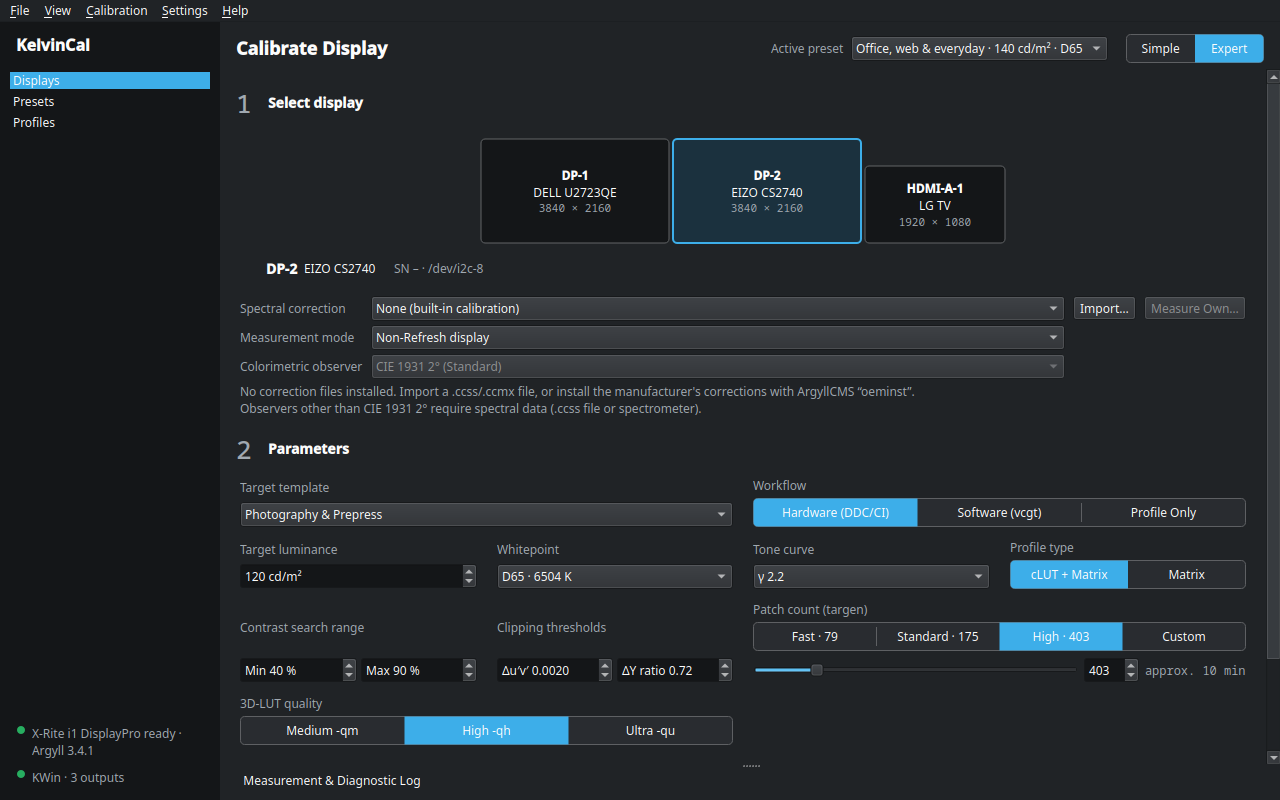 File View Calibration Settings Help
KelvinCal
Displays
Presets
Profiles
X-Rite i1 DisplayPro ready ·
Argyll 3.4.1
KWin · 3 outputs
Calibrate Display
Active preset Office, web & everyday · 140 cd/m² · D65 Simple Expert
1 Select display
DP-1
DELL U2723QE
3840 × 2160
DP-2
EIZO CS2740
3840 × 2160
HDMI-A-1
LG TV
1920 × 1080
DP-2 EIZO CS2740 SN – · /dev/i2c-8
Spectral correction None (built-in calibration) Import... Measure Own...
Measurement mode Non-Refresh display
Colorimetric observer CIE 1931 2° (Standard)
No correction files installed. Import a .ccss/.ccmx file, or install the manufacturer's corrections with ArgyllCMS “oeminst”.
Observers other than CIE 1931 2° require spectral data (.ccss file or spectrometer).
2 Parameters
Target template
Photography & Prepress
Workflow
Hardware (DDC/CI) Software (vcgt) Profile Only
Target luminance
120 cd/m²
Whitepoint
D65 · 6504 K
Tone curve
γ 2.2
Profile type
cLUT + Matrix Matrix
Contrast search range
Min 40 % Max 90 %
Clipping thresholds
Δu′v′ 0.0020 ΔY ratio 0.72
Patch count (targen)
Fast · 79 Standard · 175 High · 403 Custom
403 approx. 10 min
3D-LUT quality
Medium -qm High -qh Ultra -qu
Measurement & Diagnostic Log